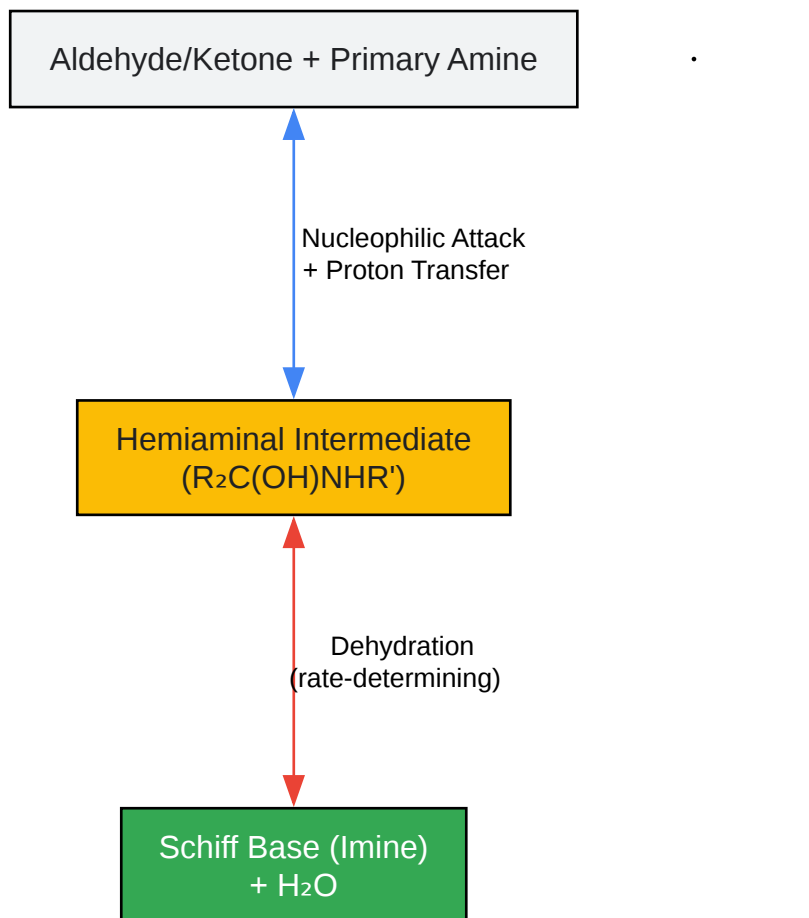 Aldehyde/Ketone + Primary Amine
.
Nucleophilic Attack
+ Proton Transfer
Hemiaminal Intermediate
(R₂C(OH)NHR')
Dehydration
(rate-determining)
Schiff Base (Imine)
+ H₂O